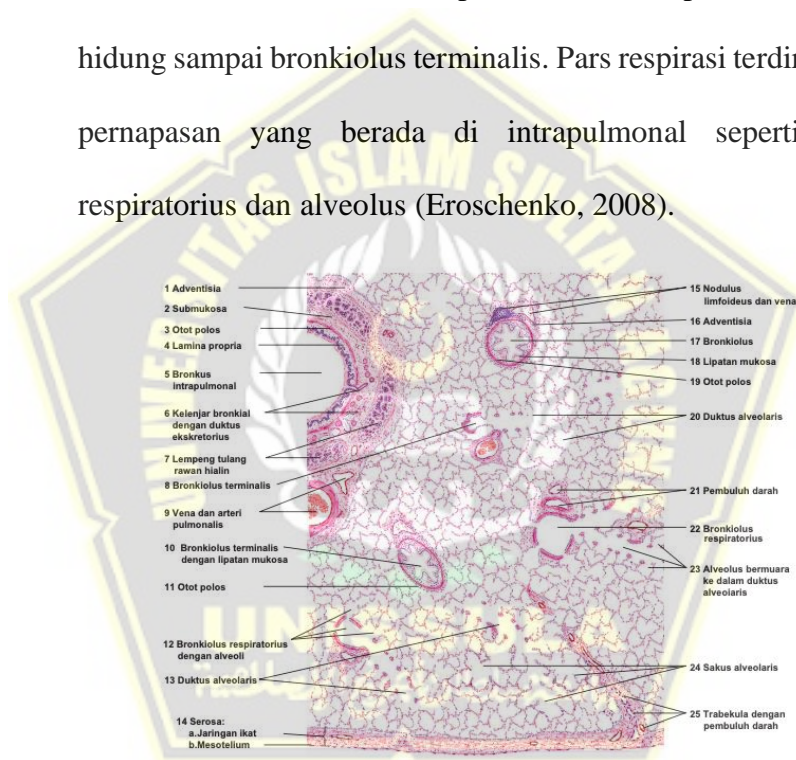 hidung sampai bronkiolus terminalis. Pars respirasi terdir
pernapasan yang berada di intrapulmonal seperti
respiratorius dan alveolus (Eroschenko, 2008).
UNIVERSITAS ISLAM SULTAN
1 Adventisia
2 Submukosa
3 Otot polos
4 Lamina propria
5 Bronkus
intrapulmonal
6 Kelenjar bronkial
dengan duktus
ekskretorius
7 Lempeng tulang
rawan hialin
8 Bronkiolus terminalis
9 Vena dan arteri
pulmonalis
10 Bronkiolus terminalis
dengan lipatan mukosa
11 Otot polos
12 Bronkiolus respiratorius
dengan alveoli
13 Duktus alveolaris
14 Serosa:
a.Jaringan ikat
b.Mesotelium
15 Nodulus
limfoideus dan vena
16 Adventisia
17 Bronkiolus
18 Lipatan mukosa
19 Otot polos
20 Duktus alveolaris
21 Pembuluh darah
22 Bronkiolus
respiratorius
23 Alveolus bermuara
ke dalam duktus
alveolaris
24 Sakus alveolaris
25 Trabekula dengan
pembuluh darah
UNISSULA